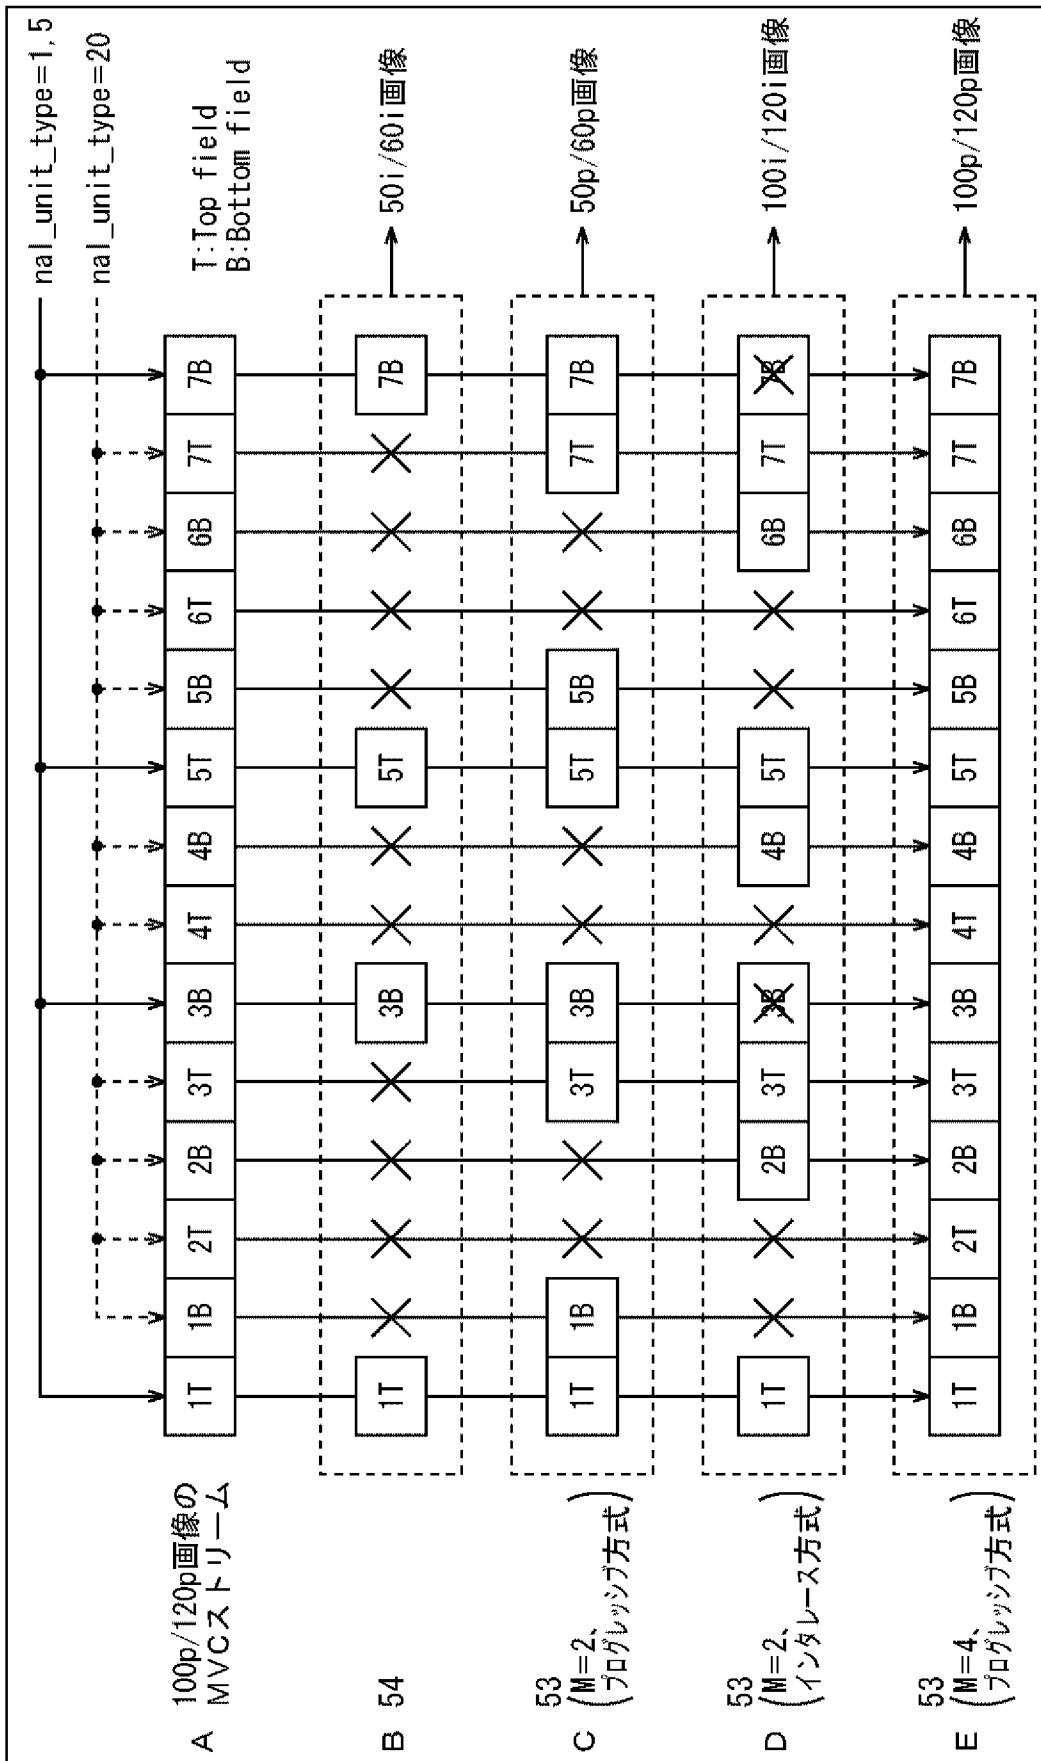 nal_unit_type=1, 5
nal_unit_type=20
T:Top field
B:Bottom field
A 100p/120p画像の
MVCストリーム
1T 1B 2T 2B 3T 3B 4T 4B 5T 5B 6T 6B 7T 7B
B 54
1T 3B 5T 7B
50i/60i画像
C 53
(M=2、
プログレッシブ方式)
1T 1B 3T 3B 5T 5B 7T 7B
50p/60p画像
D 53
(M=2、
インタレース方式)
1T 2B 3T 3B 4B 5T 6B 7T 7B
100i/120i画像
E 53
(M=4、
プログレッシブ方式)
1T 1B 2T 2B 3T 3B 4T 4B 5T 5B 6T 6B 7T 7B
100p/120p画像